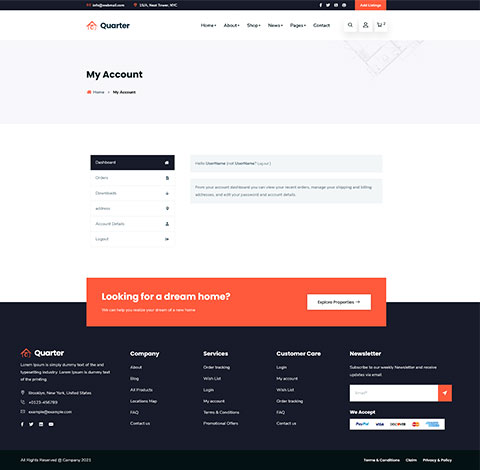 info@webmail.com 15/A, Nest Tower, NYC Add Listings
Quarter Home About Shop News Pages Contact 2
My Account
Home My Account
Dashboard
Orders
Downloads
address
Account Details
Logout
Hello UserName (not UserName? Logout)
From your account dashboard you can view your recent orders, manage your shipping and billing
addresses, and edit your password and account details.
Looking for a dream home?
We can help you realize your dream of a new home
Explore Properties
Quarter
Lorem Ipsum is simply dummy text of the and
typesetting industry. Lorem Ipsum is dummy text
of the printing.
Brooklyn, New York, United States
+0123-456789
example@example.com
Company
About
Blog
All Products
Locations Map
FAQ
Contact us
Services
Order tracking
Wish List
Login
My account
Terms & Conditions
Promotional Offers
Customer Care
Login
My account
Wish List
Order tracking
FAQ
Contact us
Newsletter
Subscribe to our weekly Newsletter and receive
updates via email.
Email*
We Accept
PayPal VISA DISCOVER
All Rights Reserved @ Company 2021
Terms & Conditions Claim Privacy & Policy